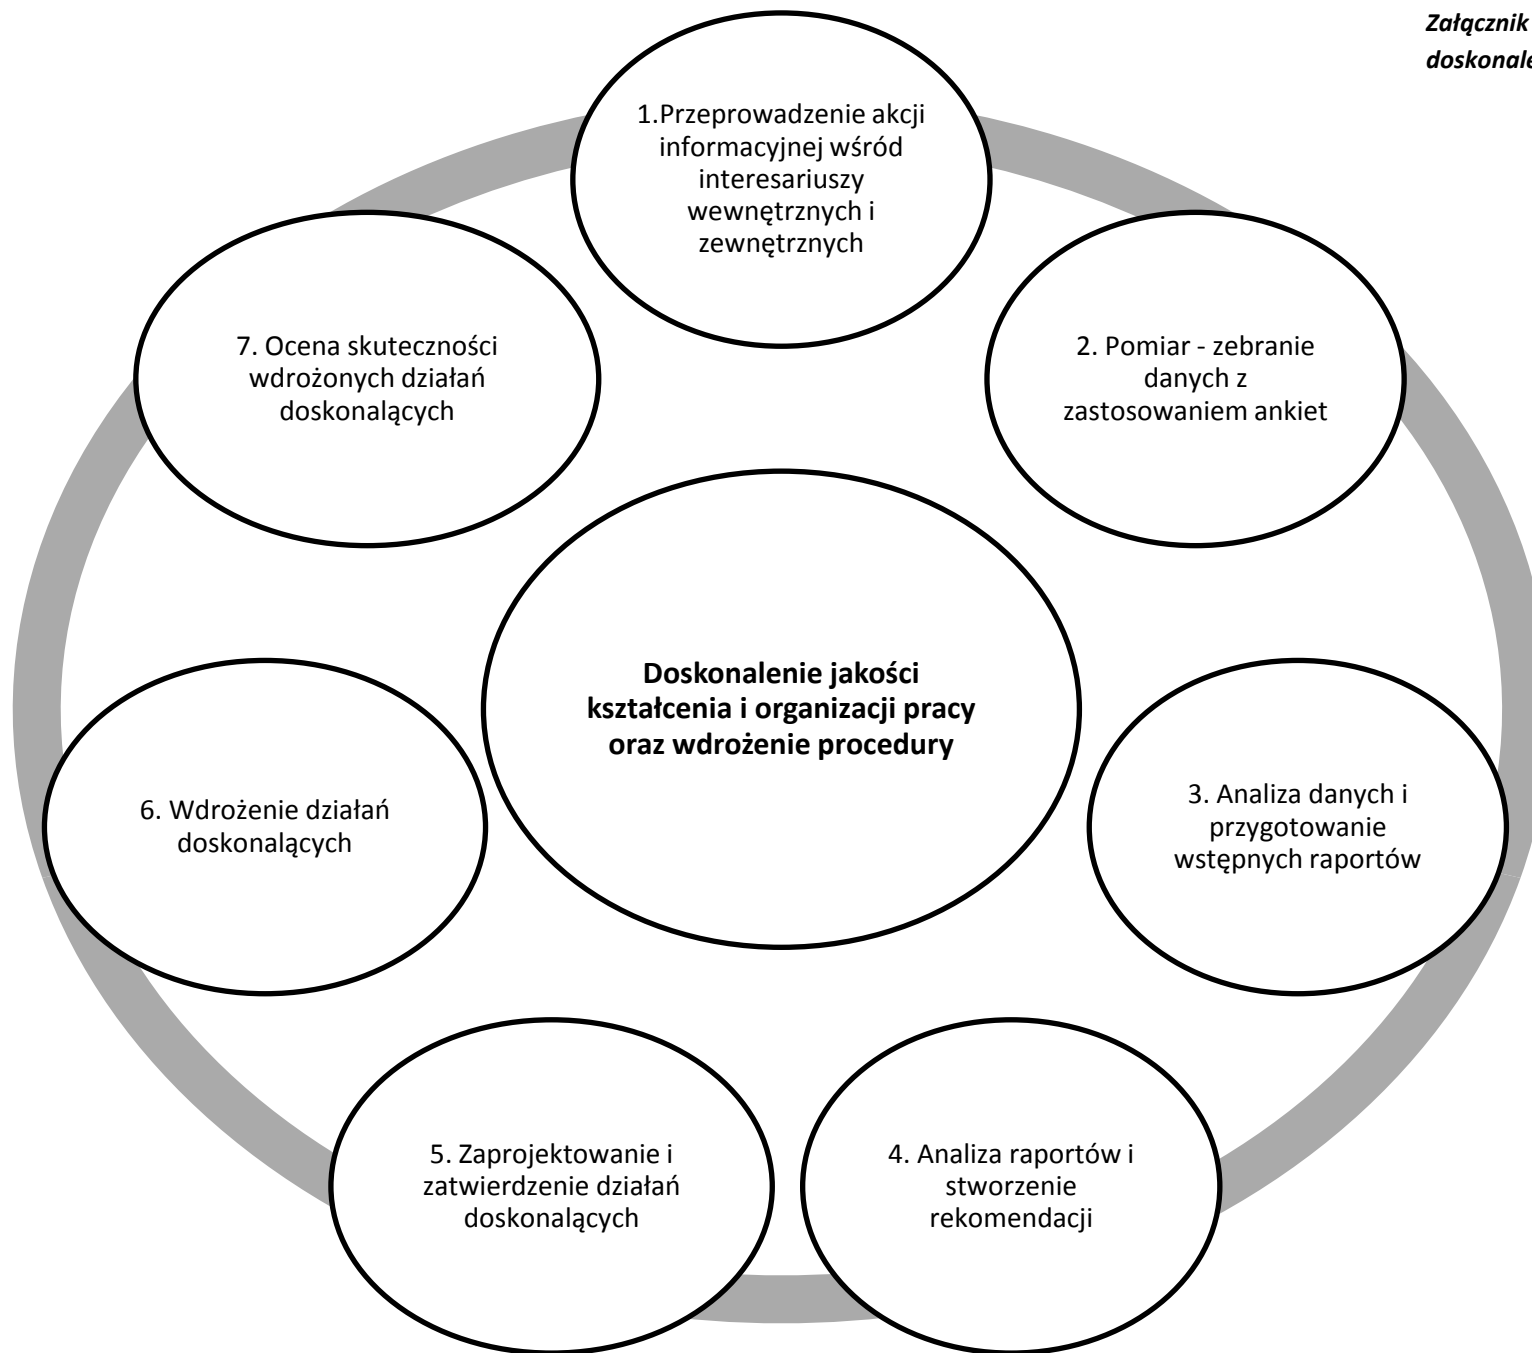 Załącznik
1.Przeprowadzenie akcji
informacyjnej wśród
interesariuszy
wewnętrznych i
zewnętrznych
2. Pomiar - zebranie
danych z
zastosowaniem ankiet
3. Analiza danych i
przygotowanie
wstępnych raportów
4. Analiza raportów i
stworzenie
rekomendacji
5. Zaprojektowanie i
zatwierdzenie działań
doskonalących
6. Wdrożenie działań
doskonalących
7. Ocena skuteczności
wdrożonych działań
doskonalących
Doskonalenie jakości
kształcenia i organizacji pracy
oraz wdrożenie procedury